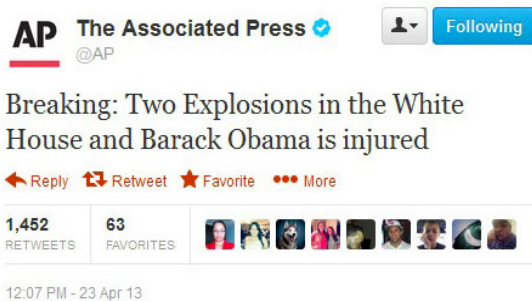 AP The Associated Press
@AP
Following
Breaking: Two Explosions in the White
House and Barack Obama is injured
Reply Retweet Favorite More
1,452 63
RETWEETS FAVORITES
12:07 PM - 23 Apr 13